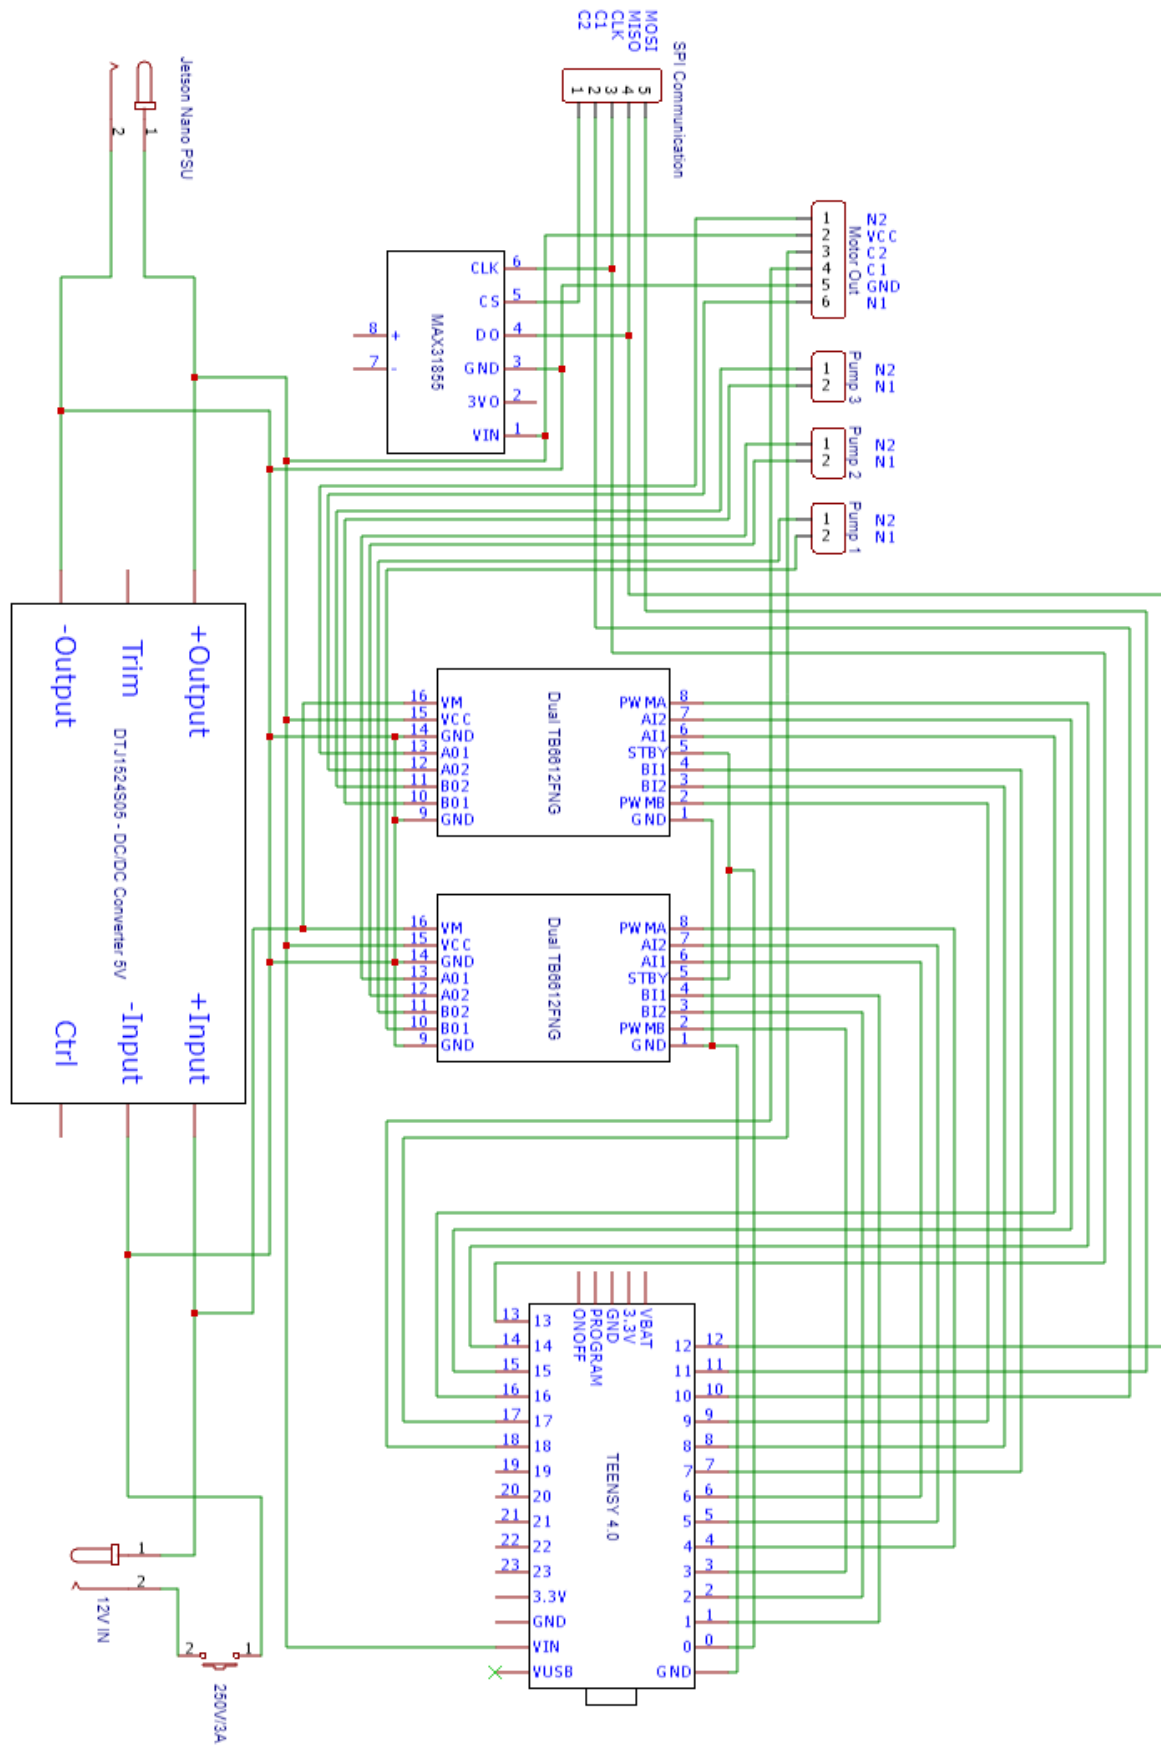 MOSI
MISO
CLK
C1
C2
SPI Communication
1
2
3
4
5
Jetson Nano PSU
1
2
1
2
3
4
5
6
Motor Out
N2
VCC
C2
C1
GND
N1
1
2
Pump 3
N2
N1
1
2
Pump 2
N2
N1
1
2
Pump 1
N2
N1
MAX31855
CLK 6
CS 5
DO 4
GND 3
3VO 2
VIN 1
8 +
7 -
-Output
Trim
+Output
DTJ1524S05 - DC/DC Converter 5V
Ctrl
-Input
+Input
Dual TB6612FNG
16 VM
15 VCC
14 GND
13 A01
12 A02
11 B02
10 B01
9 GND
PWMA 8
AI2 7
AI1 6
STBY 5
BI1 4
BI2 3
PWMB 2
GND 1
Dual TB6612FNG
16 VM
15 VCC
14 GND
13 A01
12 A02
11 B02
10 B01
9 GND
PWMA 8
AI2 7
AI1 6
STBY 5
BI1 4
BI2 3
PWMB 2
GND 1
TEENSY 4.0
ONOFF
PROGRAM
GND
3.3V
VBAT
13 13
14 14
15 15
16 16
17 17
18 18
19 19
20 20
21 21
22 22
23 23
3.3V
GND
VIN
VUSB
12 12
11 11
10 10
9 9
8 8
7 7
6 6
5 5
4 4
3 3
2 2
1 1
0 0
GND
1
2
12V IN
2
1
250V/3A